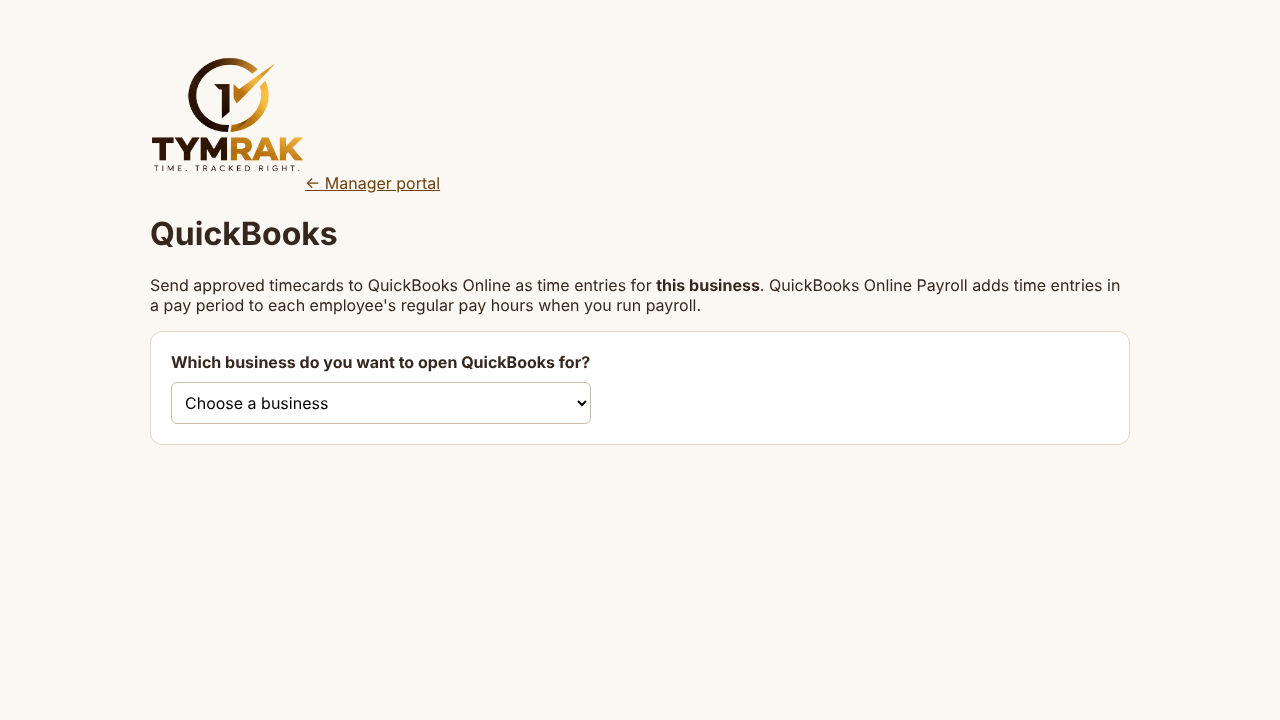 TYMRAK
TIME. TRACKED RIGHT.
← Manager portal
QuickBooks
Send approved timecards to QuickBooks Online as time entries for this business. QuickBooks Online Payroll adds time entries in
a pay period to each employee's regular pay hours when you run payroll.
Which business do you want to open QuickBooks for?
Choose a business